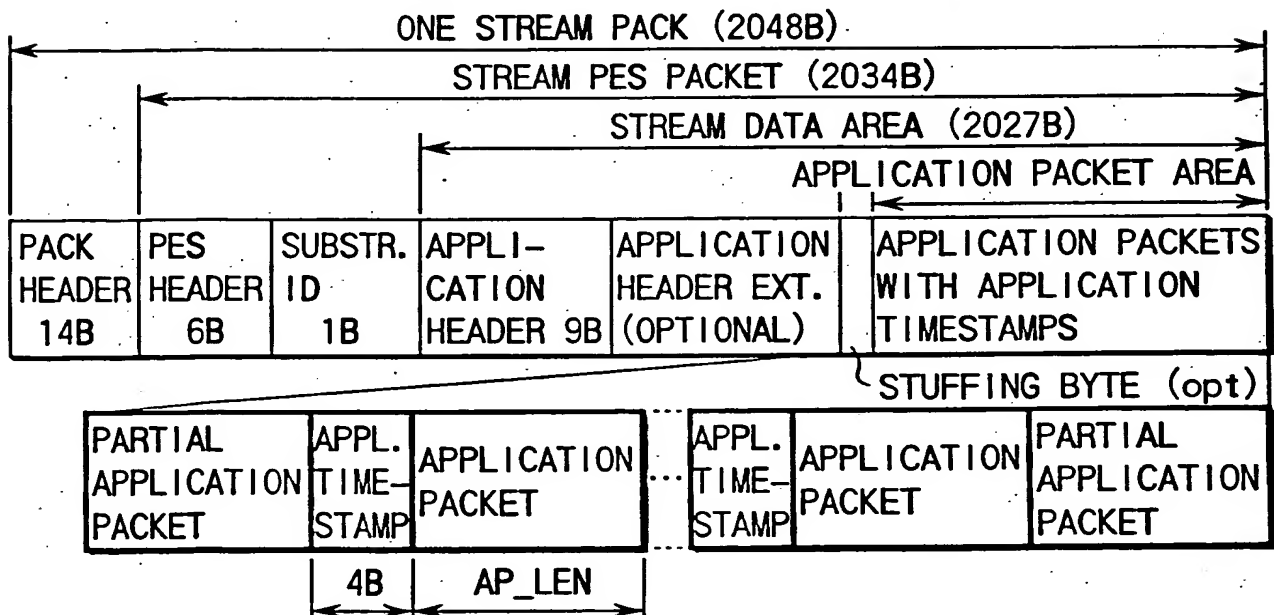 ONE STREAM PACK (2048B)
STREAM PES PACKET (2034B)
STREAM DATA AREA (2027B)
APPLICATION PACKET AREA
PACK
HEADER
14B
PES
HEADER
6B
SUBSTR.
ID
1B
APPLI-
CATION
HEADER 9B
APPLICATION
HEADER EXT.
(OPTIONAL)
APPLICATION PACKETS
WITH APPLICATION
TIMESTAMPS
STUFFING BYTE (opt)
PARTIAL
APPLICATION
PACKET
APPL.
TIME-
STAMP
APPLICATION
PACKET
APPL.
TIME-
STAMP
APPLICATION
PACKET
PARTIAL
APPLICATION
PACKET
4B
AP_LEN